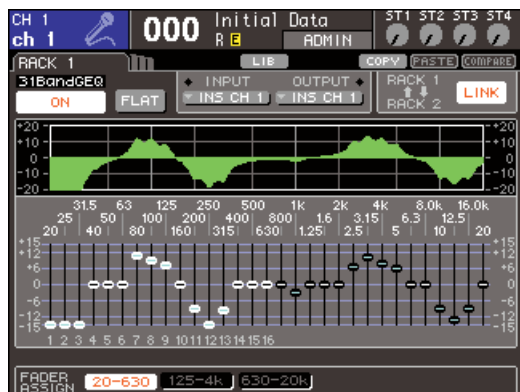 CH 1
ch 1
000
Initial Data
R E ADMIN
ST1 ST2 ST3 ST4
RACK 1
LIB
COPY PASTE COMPARE
31BandGEQ
ON
FLAT
INPUT
INS CH 1
OUTPUT
INS CH 1
RACK 1
RACK 2
LINK
+20 +20
+10 +10
0 0
-10 -10
-20 -20
31.5 63 125 250 500 1K 2k 4k 8.0k 16.0k
25 50 100 200 400 800 1.6 3.15 6.3 12.5
20 40 80 160 315 630 1.25 2.5 5 10 20
+15 +15
+12 +12
+6 +6
0 0
-6 -6
-12 -12
-15 -15
1 2 3 4 5 6 7 8 9 10 11 12 13 14 15 16
FADER ASSIGN
20-630
125-4k
630-20k